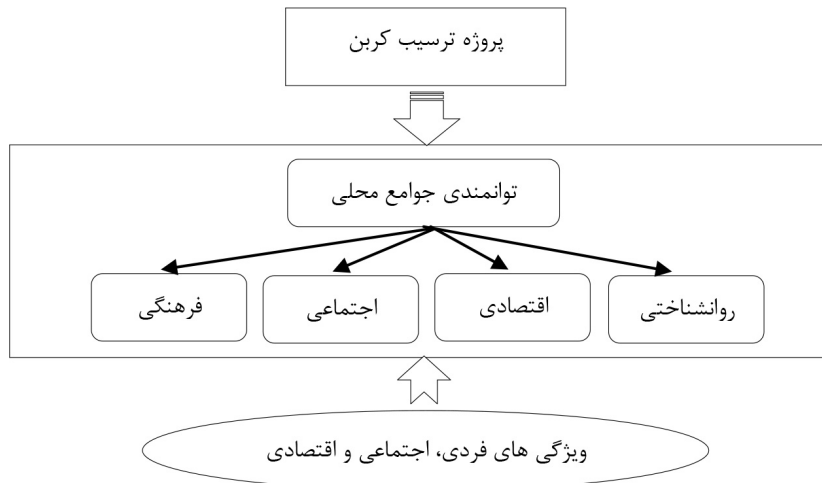 پروژه ترسیب کربن
توانمندی جوامع محلی
روانشناختی
اقتصادی
اجتماعی
فرهنگی
ویژگی های فردی، اجتماعی و اقتصادی